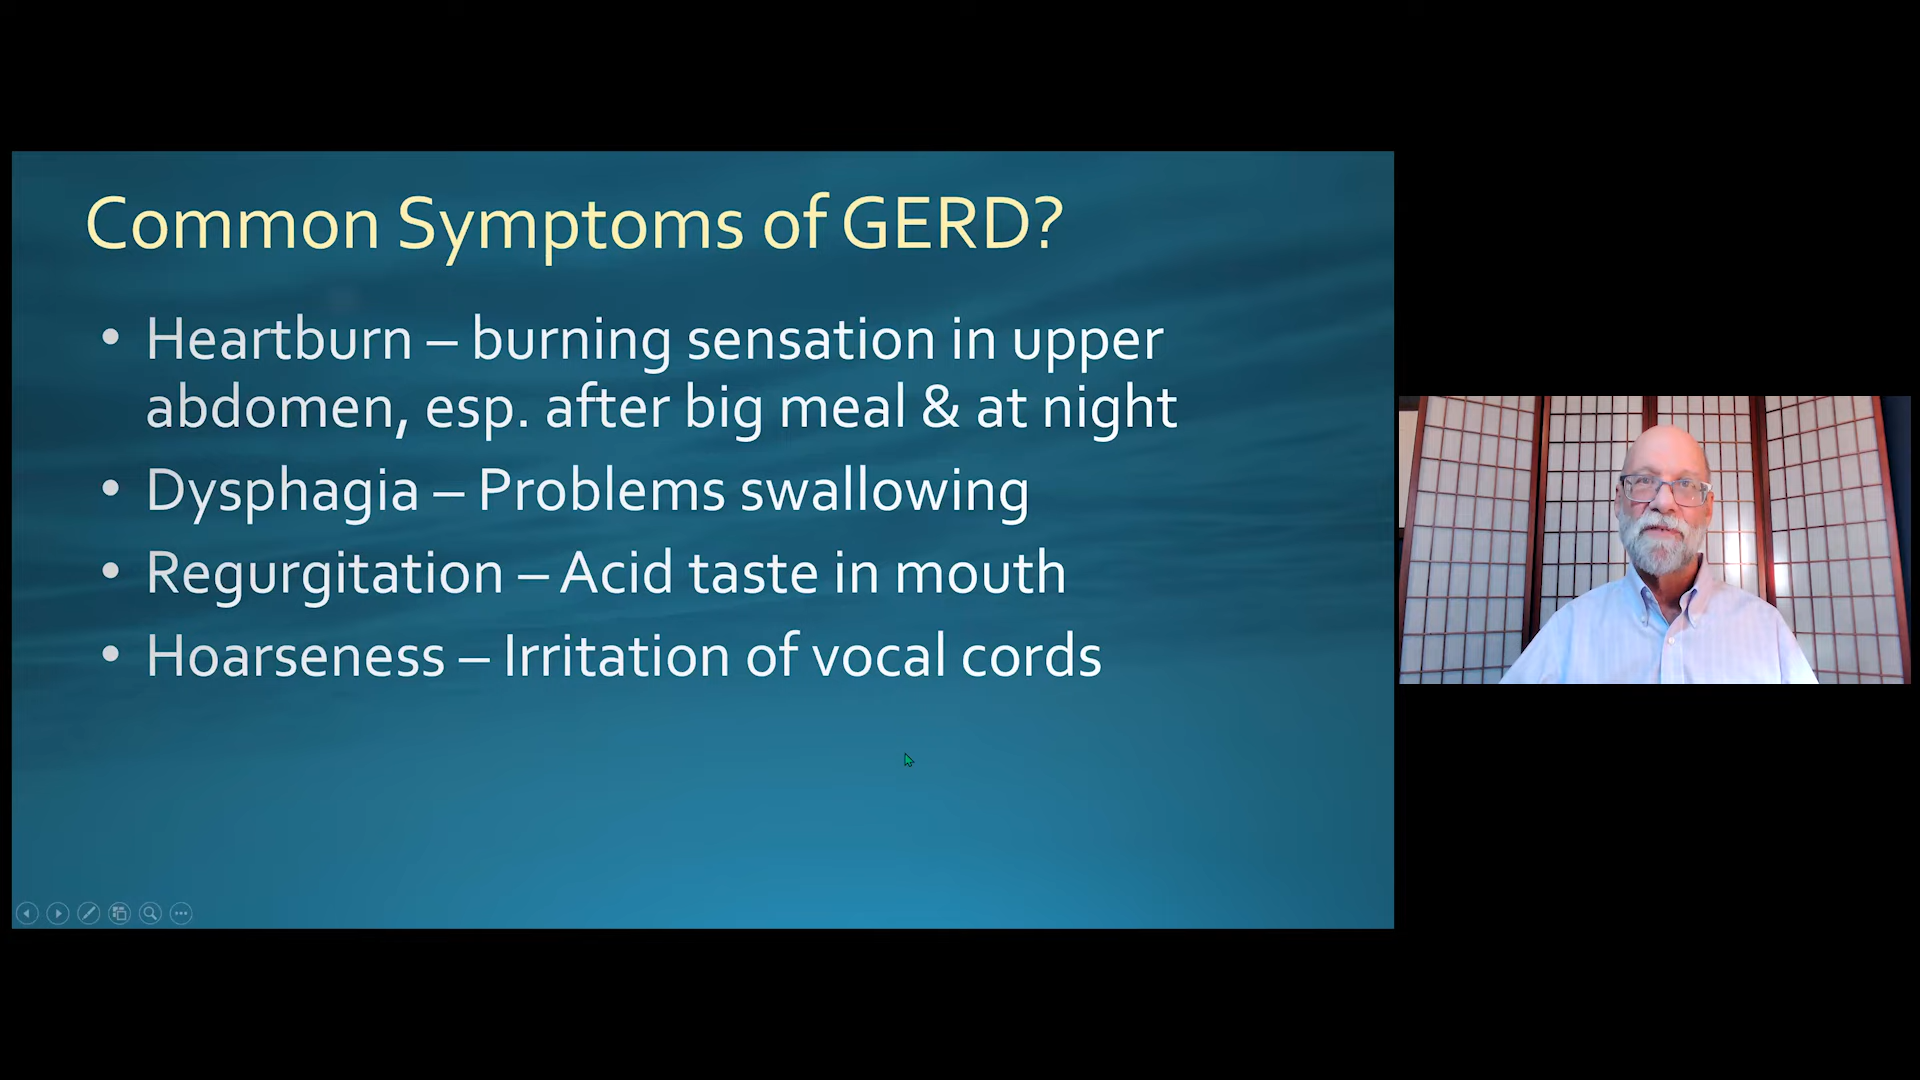 Common Symptoms of GERD?
• Heartburn – burning sensation in upper
abdomen, esp. after big meal & at night
• Dysphagia – Problems swallowing
• Regurgitation – Acid taste in mouth
• Hoarseness – Irritation of vocal cords